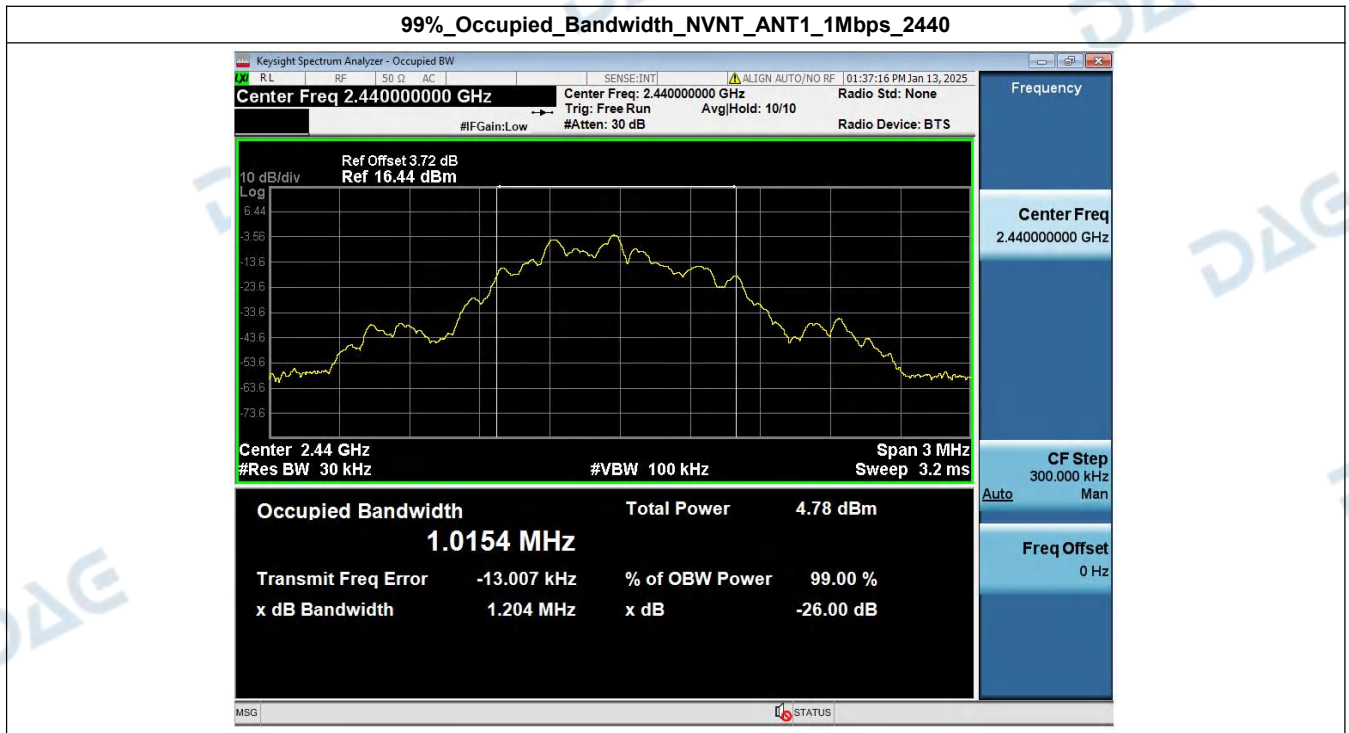 99%_Occupied_Bandwidth_NVNT_ANT1_1Mbps_2440
Keysight Spectrum Analyzer - Occupied BW
LXI RL RF 50 Ω AC SENSE:INT ALIGN AUTO/NO RF 01:37:16 PM Jan 13, 2025
Center Freq 2.440000000 GHz Center Freq: 2.440000000 GHz Radio Std: None
Trig: Free Run Avg|Hold: 10/10
#IFGain:Low #Atten: 30 dB Radio Device: BTS
Frequency
Ref Offset 3.72 dB
10 dB/div Ref 16.44 dBm
Log
6.44
-3.56
-13.6
-23.6
-33.6
-43.6
-53.6
-63.6
-73.6
Center 2.44 GHz Span 3 MHz
#Res BW 30 kHz #VBW 100 kHz Sweep 3.2 ms
Occupied Bandwidth Total Power 4.78 dBm
1.0154 MHz
Transmit Freq Error -13.007 kHz % of OBW Power 99.00 %
x dB Bandwidth 1.204 MHz x dB -26.00 dB
Center Freq
2.440000000 GHz
CF Step
300.000 kHz
Auto Man
Freq Offset
0 Hz
MSG STATUS
DAG
DAG